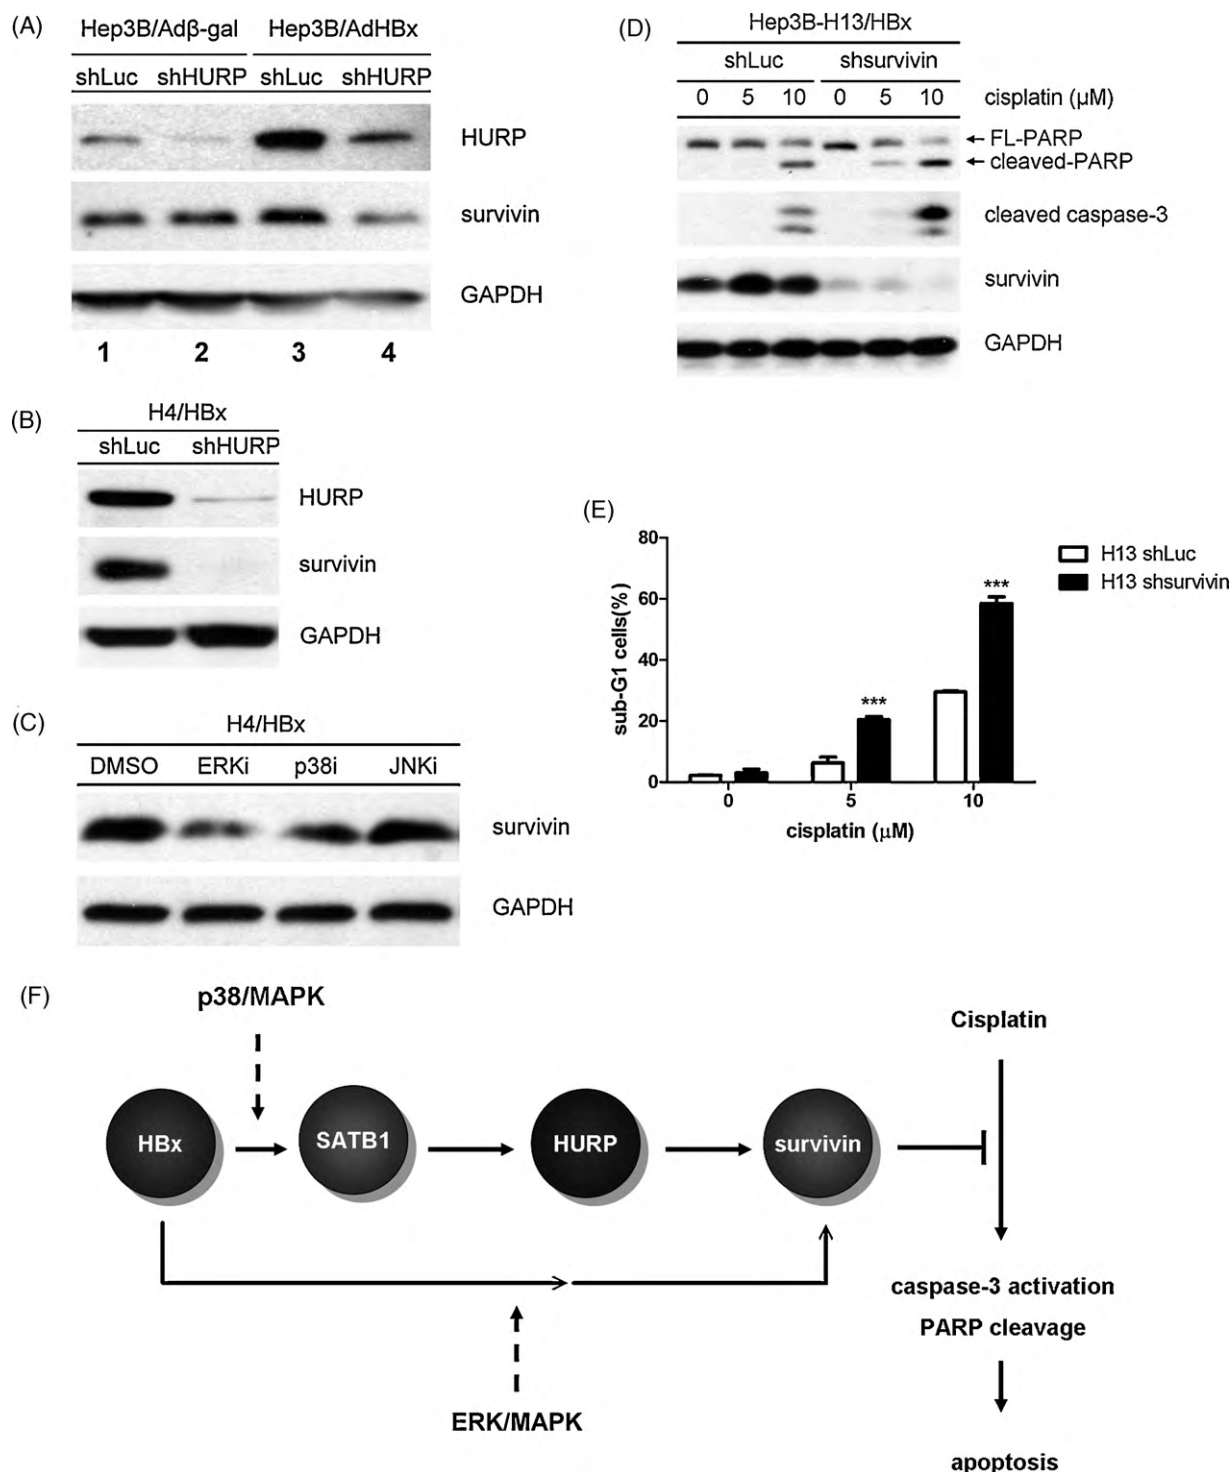 (A)
Hep3B/Adβ-gal Hep3B/AdHBx
shLuc shHURP shLuc shHURP
HURP
survivin
GAPDH
1 2 3 4
(B)
H4/HBx
shLuc shHURP
HURP
survivin
GAPDH
(C)
H4/HBx
DMSO ERKi p38i JNKi
survivin
GAPDH
(D)
Hep3B-H13/HBx
shLuc shsurvivin
0 5 10 0 5 10 cisplatin (µM)
FL-PARP
cleaved-PARP
cleaved caspase-3
survivin
GAPDH
(E)
sub-G1 cells(%)
80
60
40
20
0
*** ***
0 5 10
cisplatin (µM)
H13 shLuc
H13 shsurvivin
(F)
p38/MAPK
Cisplatin
HBx SATB1 HURP survivin
caspase-3 activation
PARP cleavage
ERK/MAPK
apoptosis